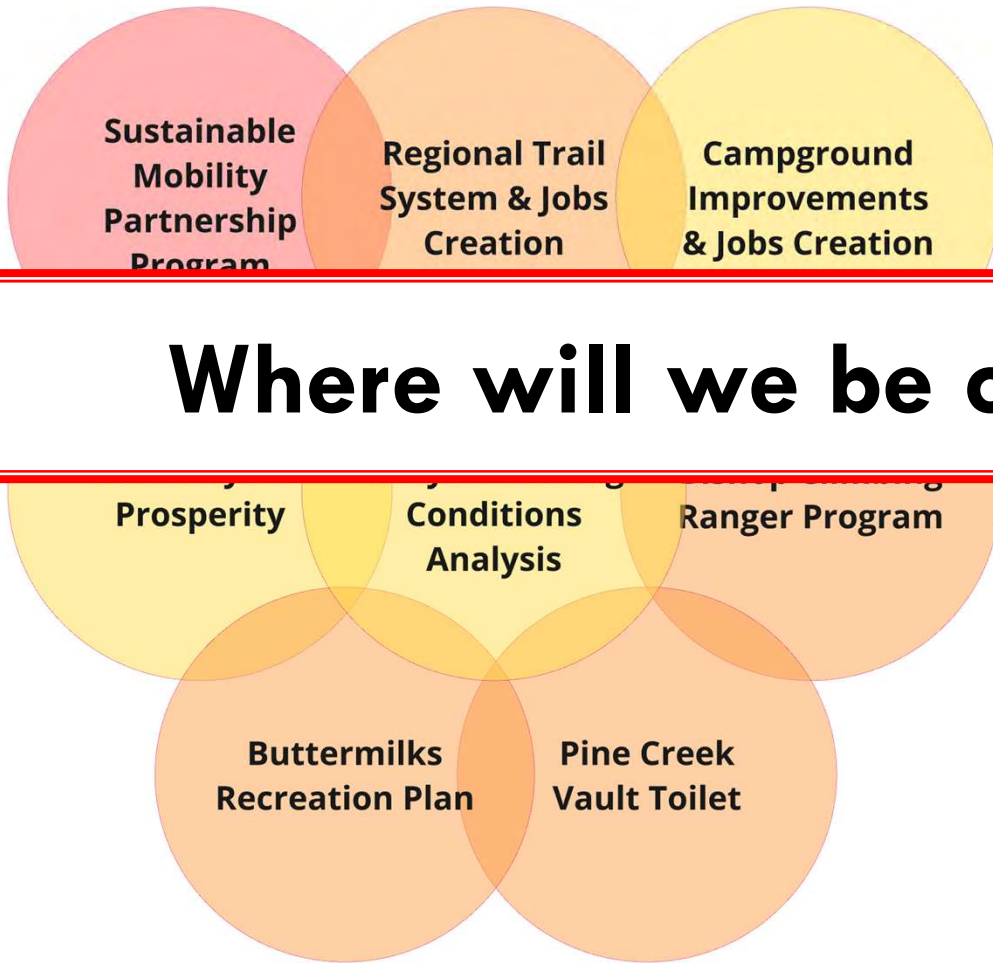 Sustainable
Mobility
Partnership
Program
Regional Trail
System & Jobs
Creation
Campground
Improvements
& Jobs Creation
Where will we be
Prosperity
Conditions
Analysis
Ranger Program
Buttermilks
Recreation Plan
Pine Creek
Vault Toilet